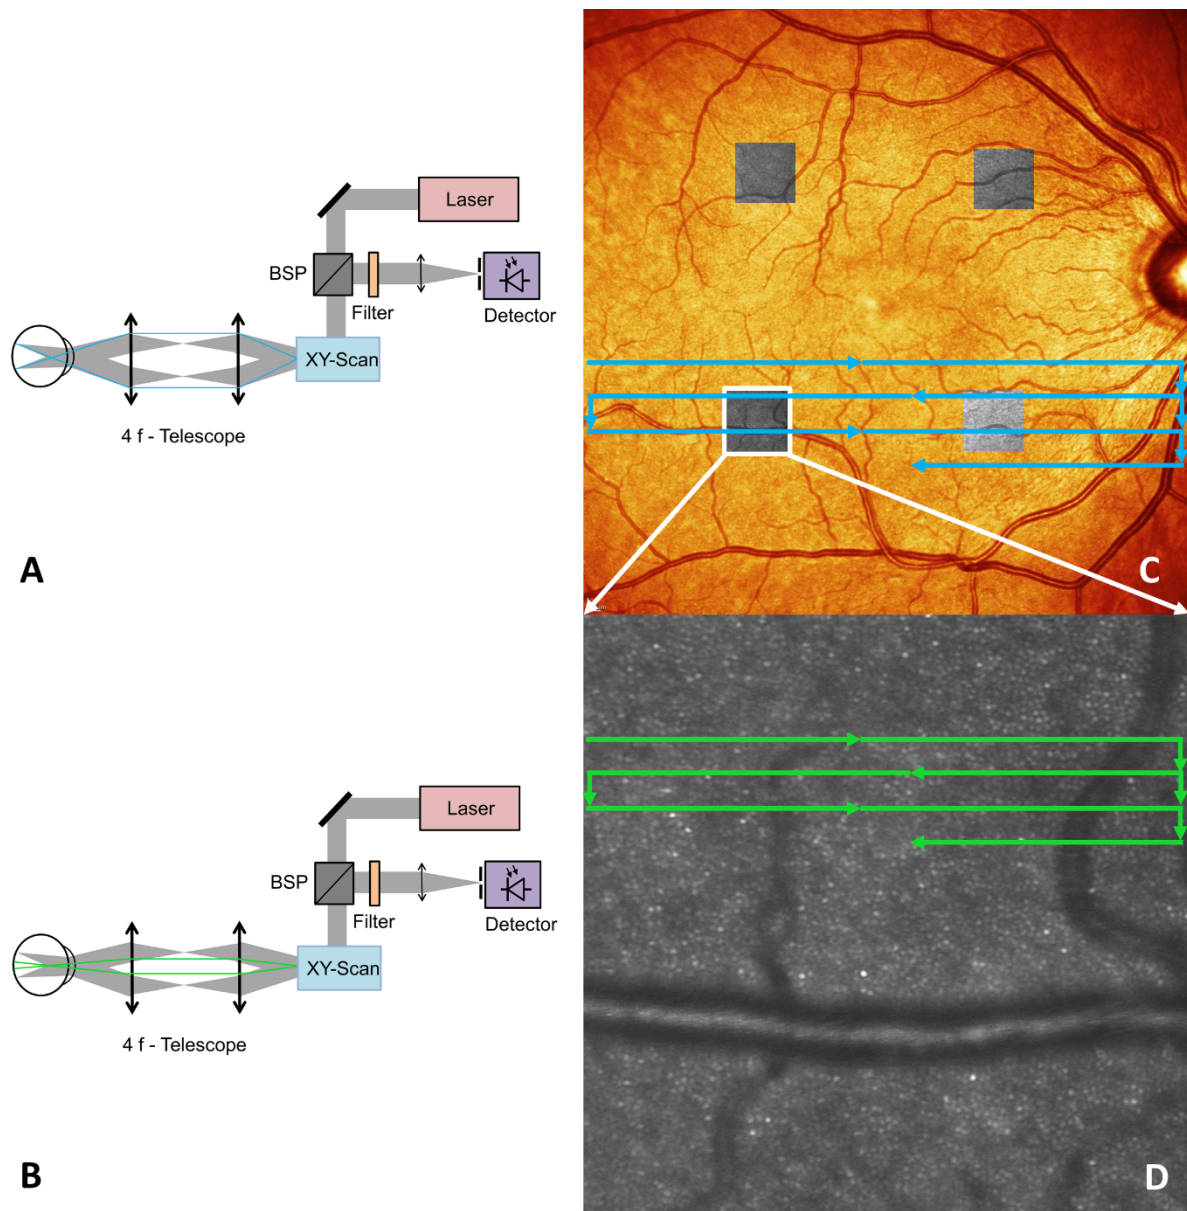 Laser
BSP
Filter
Detector
XY-Scan
4 f - Telescope
A
C
Laser
BSP
Filter
Detector
XY-Scan
4 f - Telescope
B
D